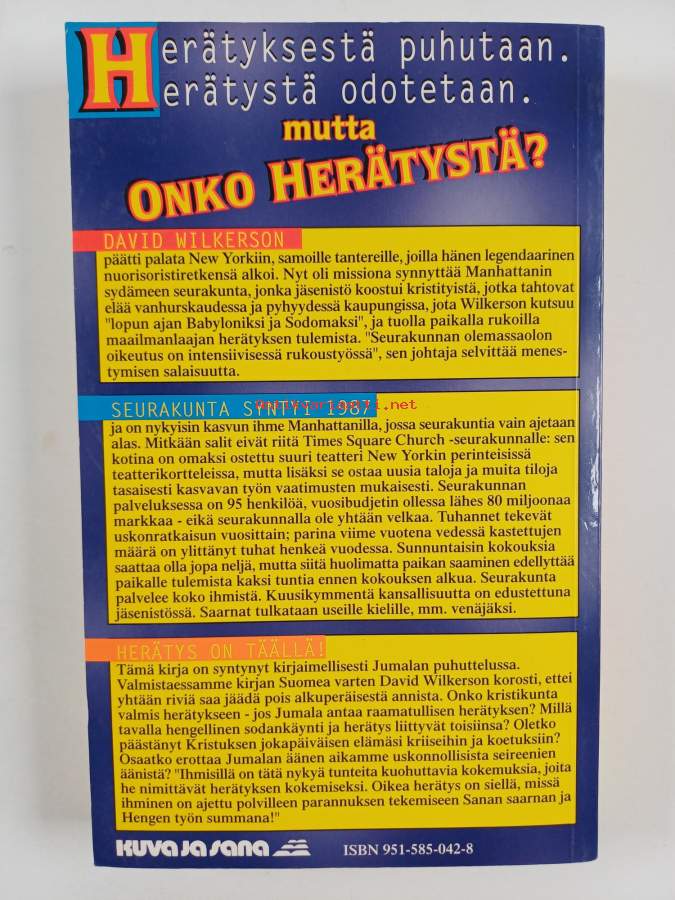 Herätyksestä puhutaan.
Herätystä odotetaan.
mutta
ONKO HERÄTYSTÄ?
DAVID WILKERSON
päätti palata New Yorkiin, samoille tantereille, joilla hänen legendaarinen
nuorisoristiretkensä alkoi. Nyt oli missiona synnyttää Manhattanin
sydämeen seurakunta, jonka jäsenistö koostui kristityistä, jotka tahtovat
elää vanhurskaudessa ja pyhyydessä kaupungissa, jota Wilkerson kutsuu
"lopun ajan Babyloniksi ja Sodomaksi", ja tuolla paikalla rukoilla
maailmanlaajan herätyksen tulemista. "Seurakunnan olemassaolon
oikeutus on intensiivisessä rukoustyössä", sen johtaja selvittää menes-
tymisen salaisuutta.
SEURAKUNTA SYNTYI 1987
ja on nykyisin kasvun ihme Manhattanilla, jossa seurakuntia vain ajetaan
alas. Mitkään salit eivät riitä Times Square Church -seurakunnalle: sen
kotina on omaksi ostettu suuri teatteri New Yorkin perinteisissä
teatterikortteleissa, mutta lisäksi se ostaa uusia taloja ja muita tiloja
tasaisesti kasvavan työn vaatimusten mukaisesti. Seurakunnan
palveluksessa on 95 henkilöä, vuosibudjetin ollessa lähes 80 miljoonaa
markkaa - eikä seurakunnalla ole yhtään velkaa. Tuhannet tekevät
uskonratkaisun vuosittain; parina viime vuotena vedessä kastettujen
määrä on ylittänyt tuhat henkeä vuodessa. Sunnuntaisin kokouksia
saattaa olla jopa neljä, mutta siitä huolimatta paikan saaminen edellyttää
paikalle tulemista kaksi tuntia ennen kokouksen alkua. Seurakunta
palvelee koko ihmistä. Kuusikymmentä kansallisuutta on edustettuna
jäsenistössä. Saarnat tulkataan useille kielille, mm. venäjäksi.
HERÄTYS ON TÄÄLLÄ!
Tämä kirja on syntynyt kirjaimellisesti Jumalan puhuttelussa.
Valmistaessamme kirjan Suomea varten David Wilkerson korosti, ettei
yhtään riviä saa jäädä pois alkuperäisestä annista. Onko kristikunta
valmis herätykseen - jos Jumala antaa raamatullisen herätyksen? Millä
tavalla hengellinen sodankäynti ja herätys liittyvät toisiinsa? Oletko
päästänyt Kristuksen jokapäiväisen elämäsi kriiseihin ja koetuksiin?
Osaatko erottaa Jumalan äänen aikamme uskonnollisista seireenien
äänistä? "Ihmisillä on tätä nykyä tunteita kuohuttavia kokemuksia, joita
he nimittävät herätyksen kokemiseksi. Oikea herätys on siellä, missä
ihminen on ajettu polvilleen parannuksen tekemiseen Sanan saarnan ja
Hengen työn summana!"
KUVA JA SANA
ISBN 951-585-042-8